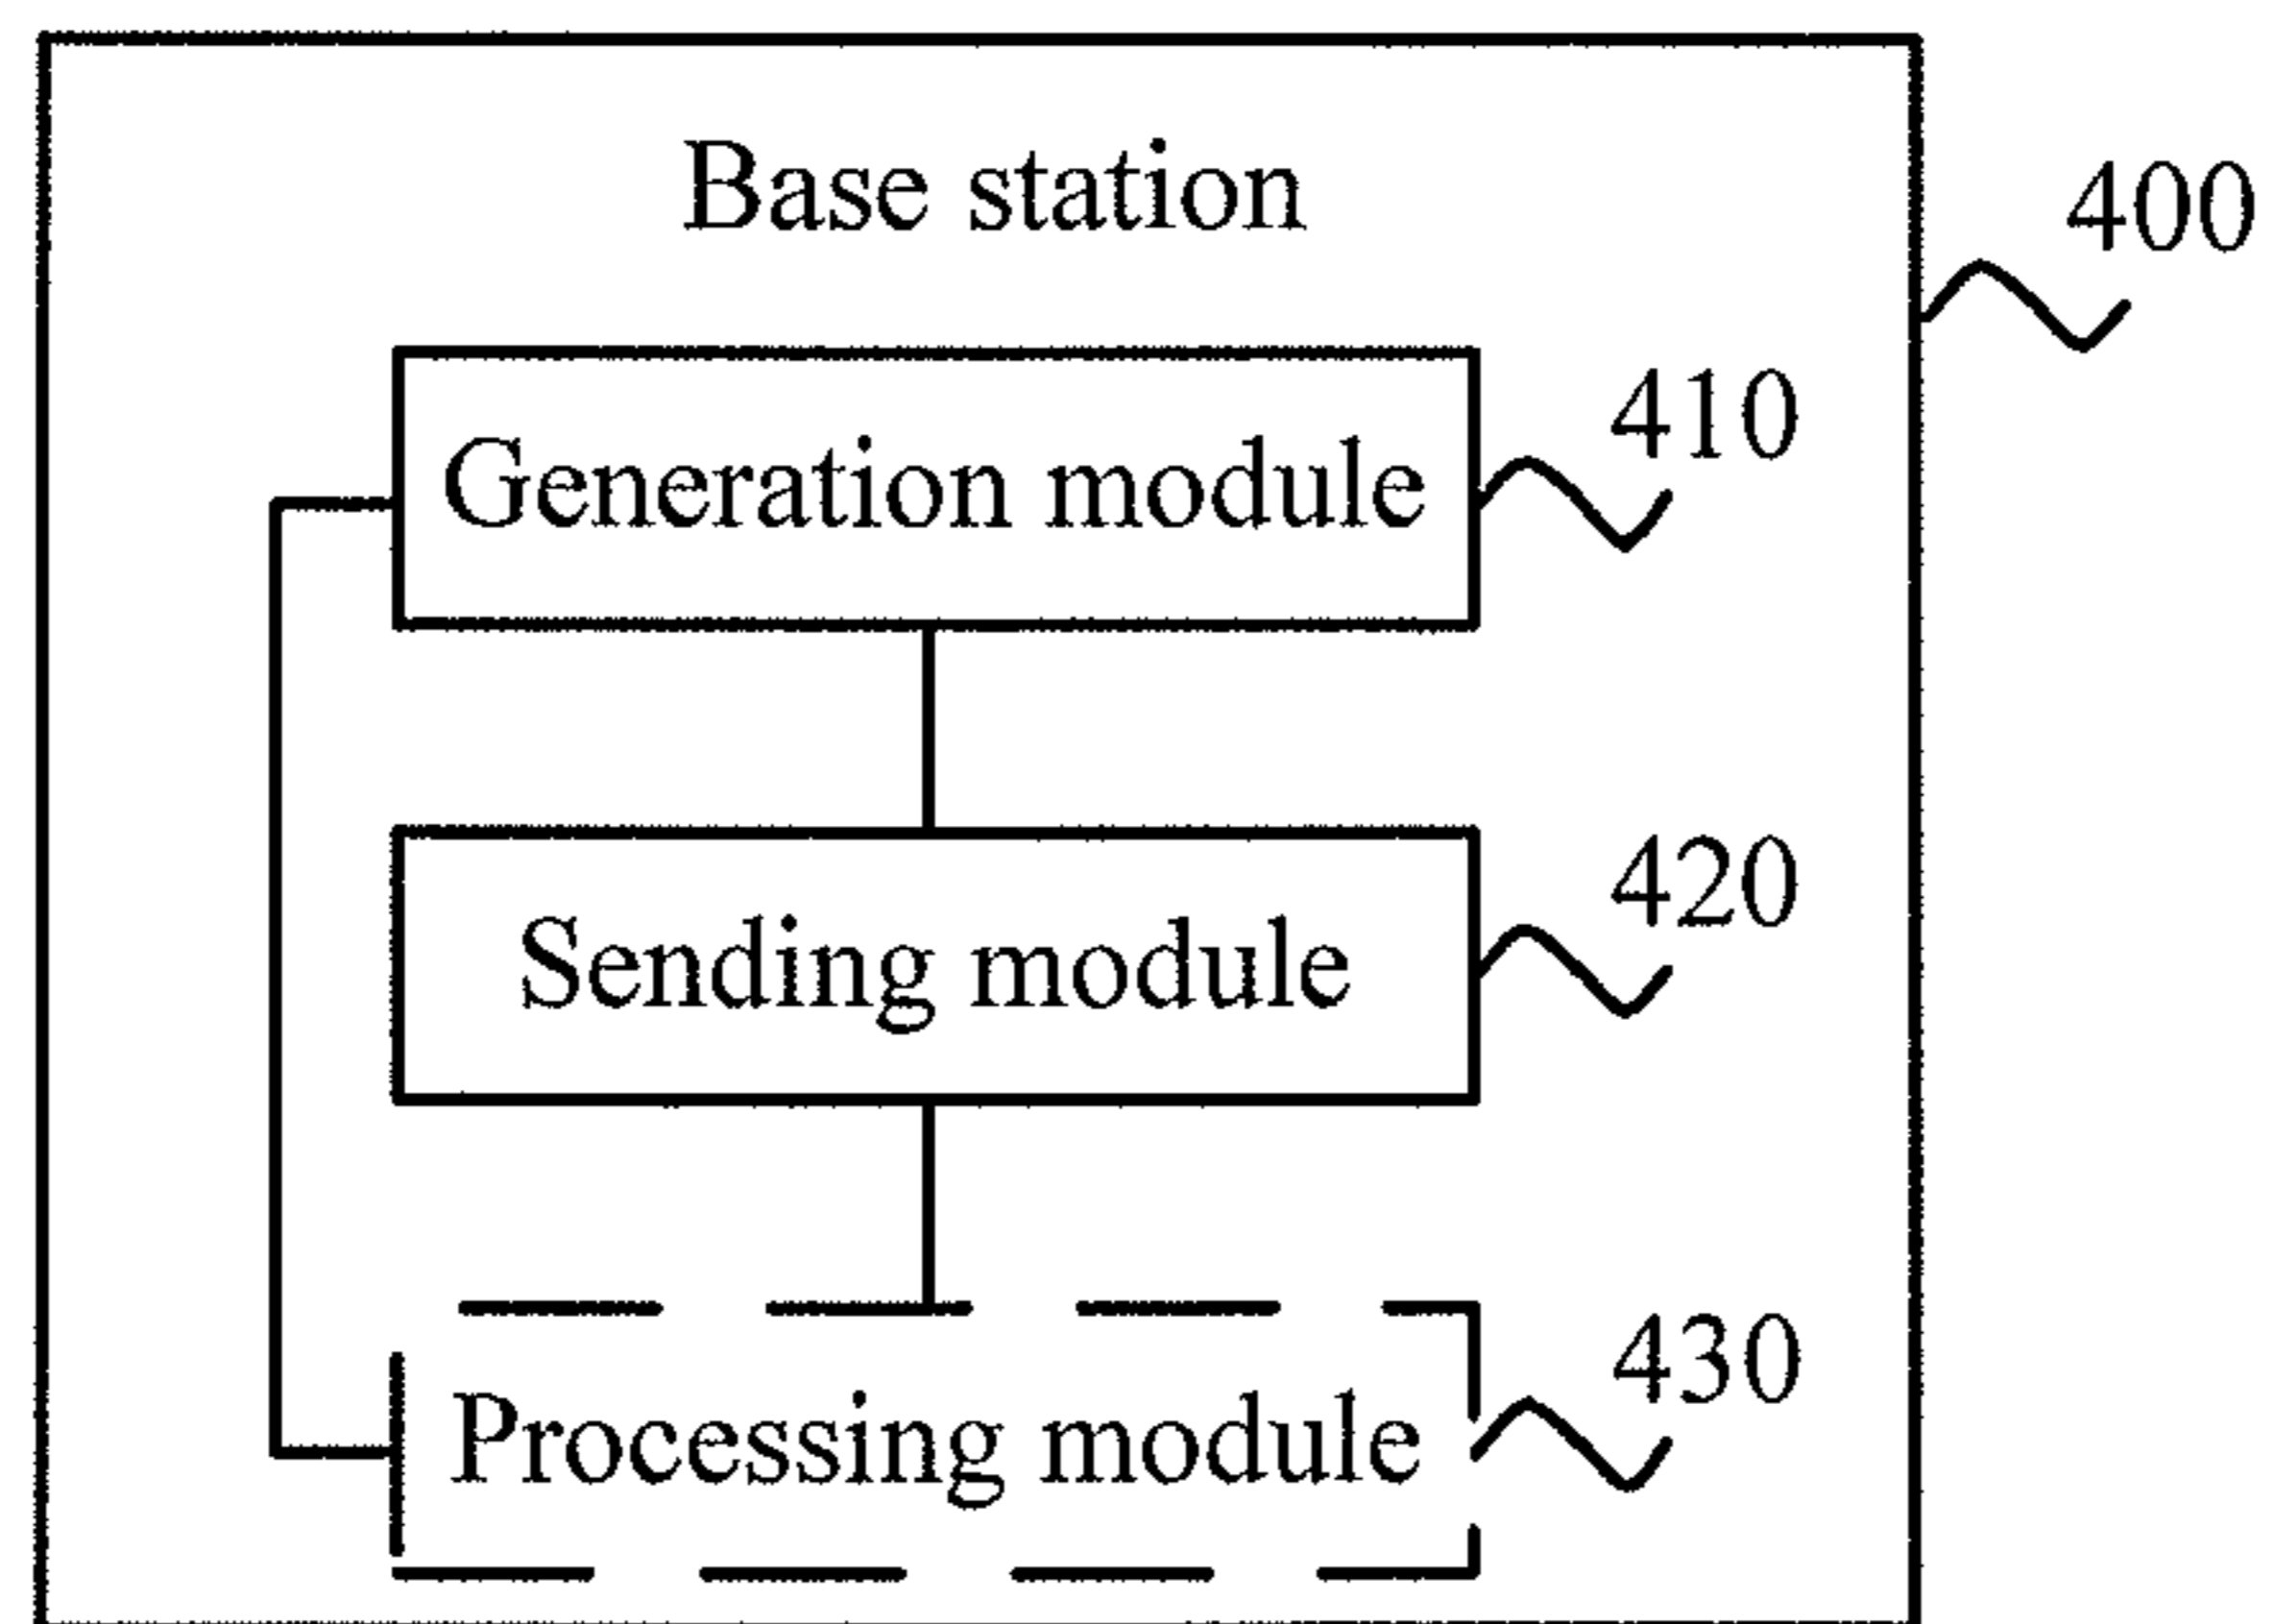 Base station
400
Generation module
410
Sending module
420
Processing module
430